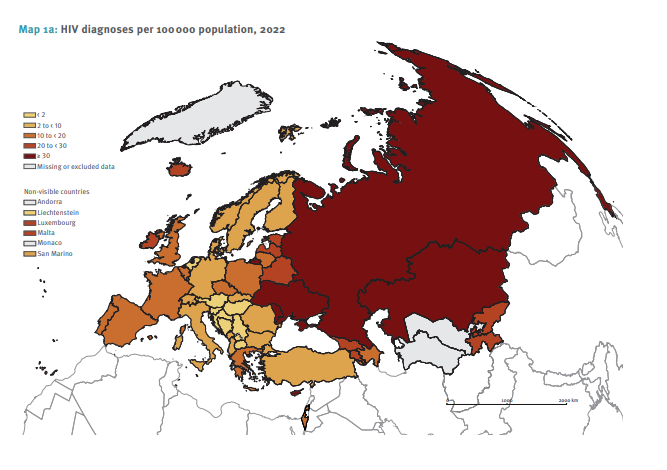 Map 1a: HIV diagnoses per 100 000 population, 2022
< 2
2 to < 10
10 to < 20
20 to < 30
≥ 30
Missing or excluded data
Non-visible countries
Andorra
Liechtenstein
Luxembourg
Malta
Monaco
San Marino
1000
2000 km